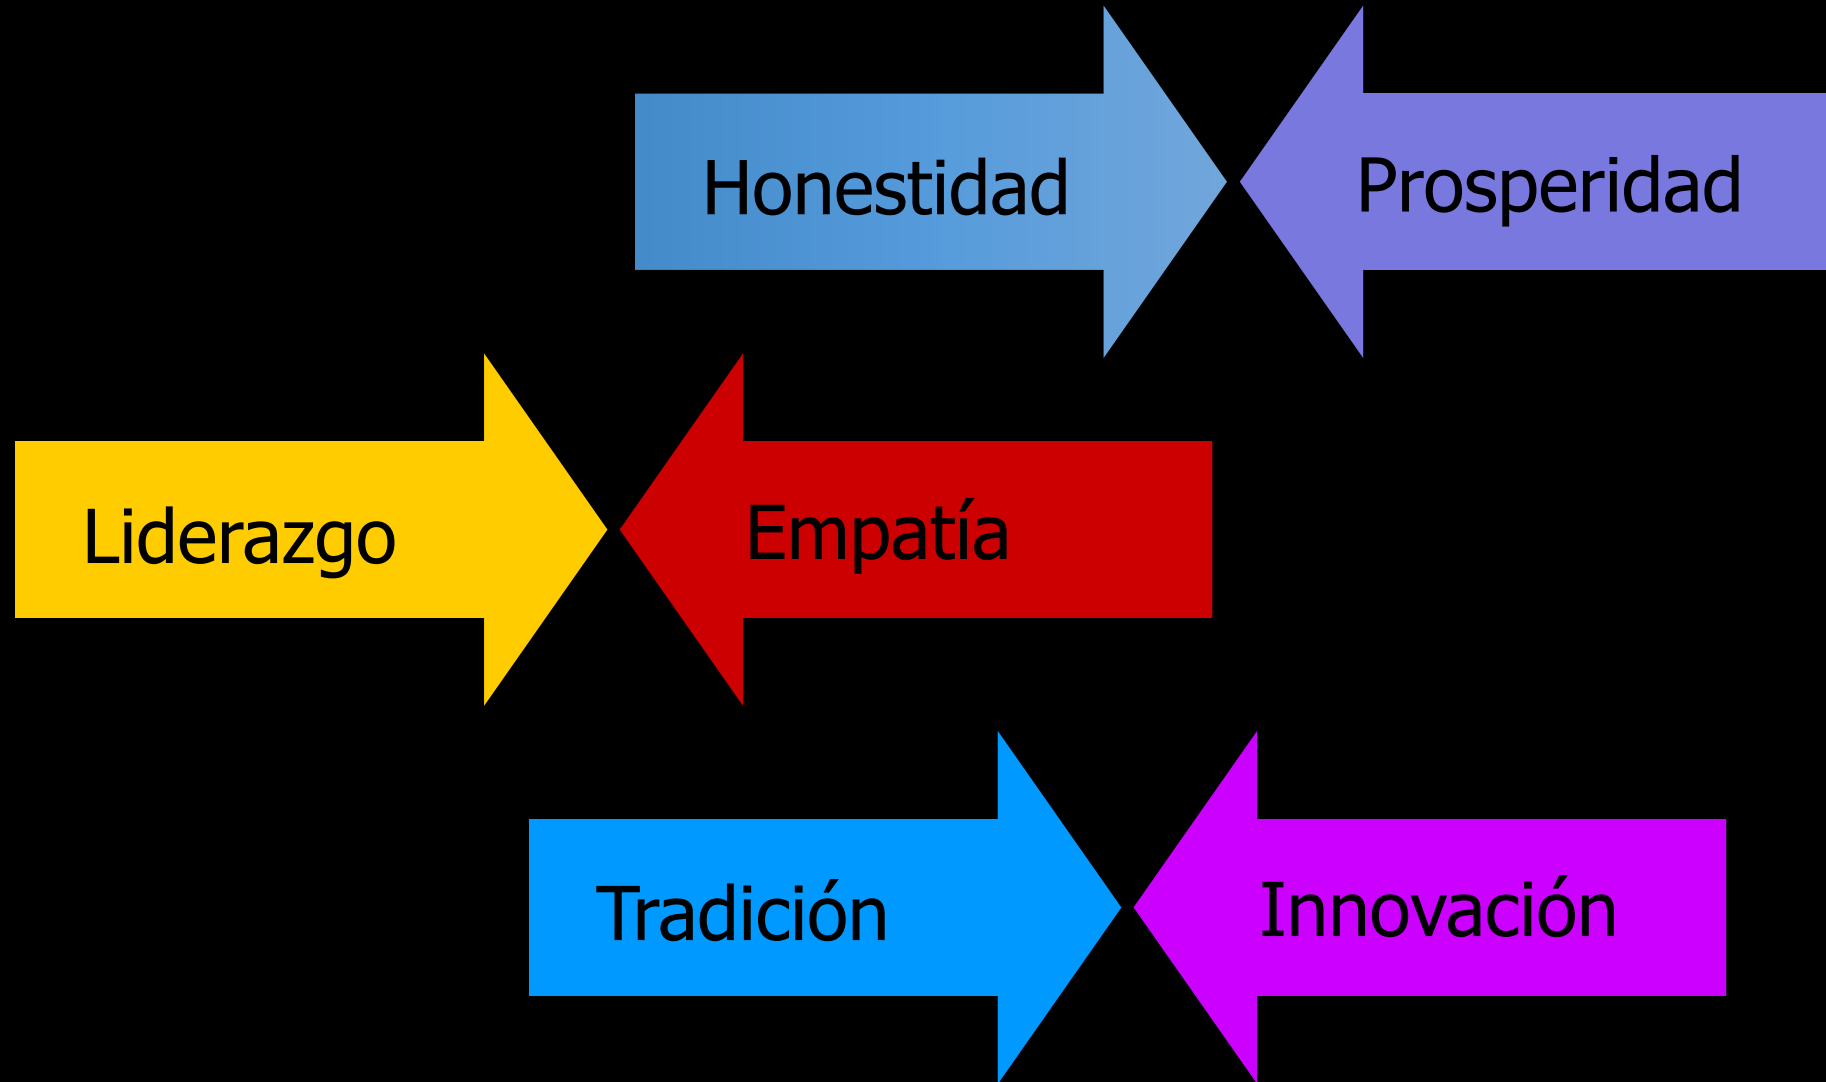 Honestidad
Prosperidad
Liderazgo
Empatía
Tradición
Innovación